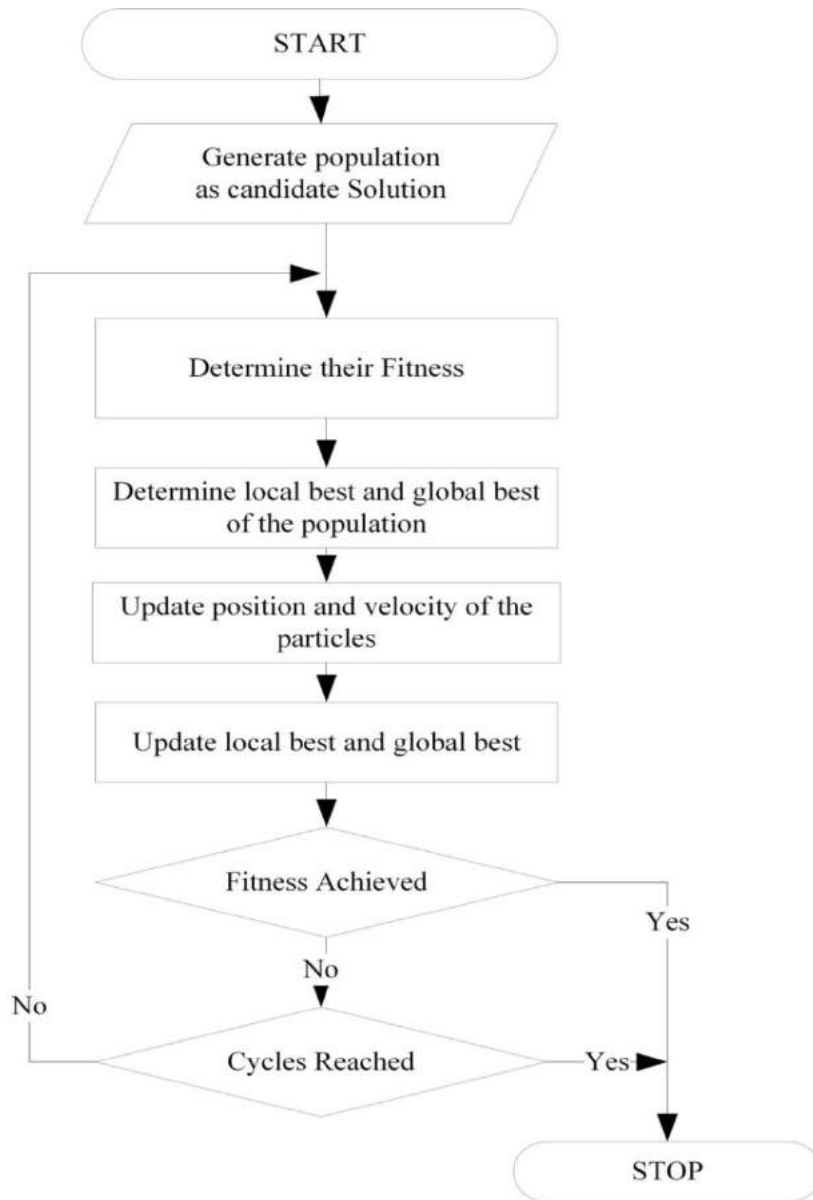 START
Generate population
as candidate Solution
Determine their Fitness
Determine local best and global best
of the population
Update position and velocity of the
particles
Update local best and global best
Fitness Achieved
Yes
No
No
Cycles Reached
Yes
STOP